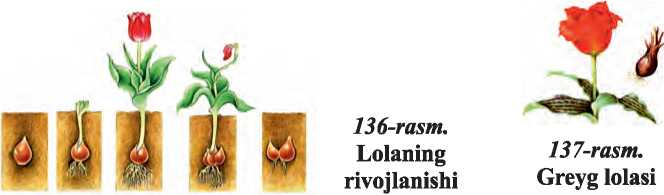 136-rasm.
Lolaning
rivojlanishi
137-rasm.
Greyg lolasi